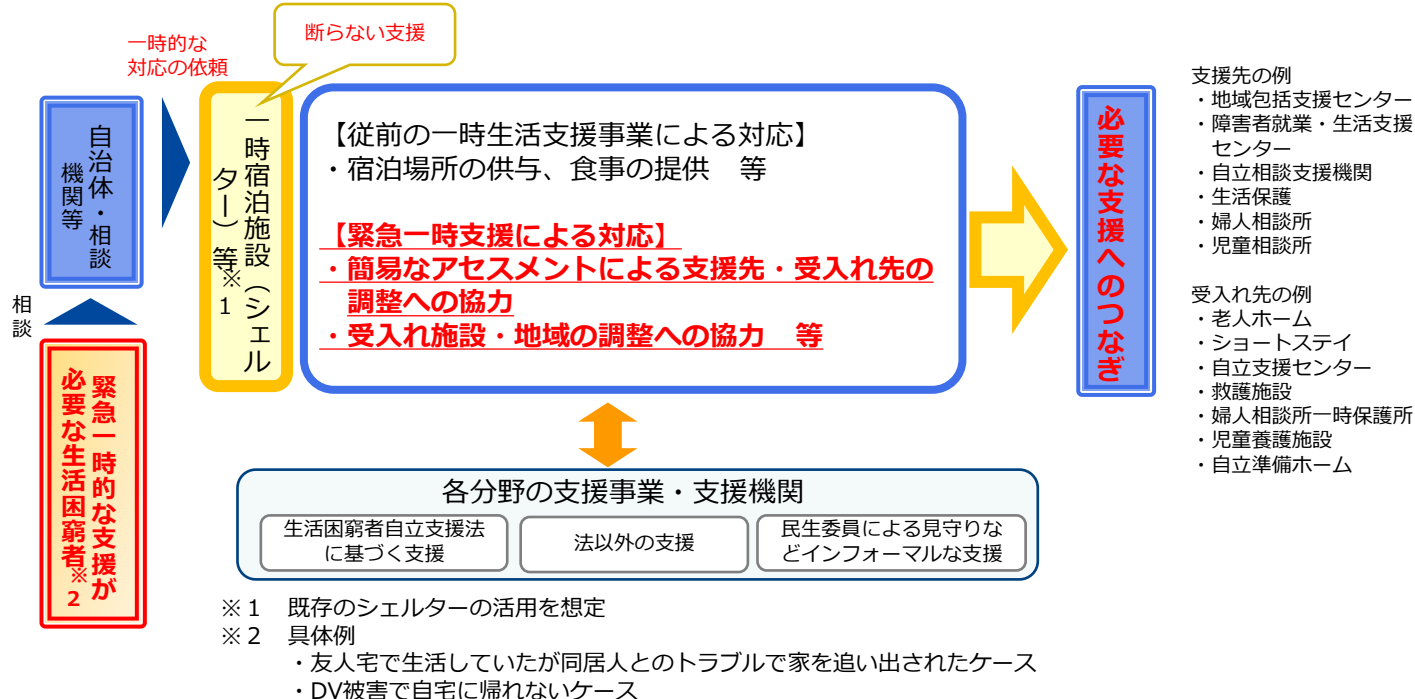 断らない支援
一時的な
対応の依頼
自治体・相談
機関等
相
談
緊急一時的な支援が
必要な生活困窮者※2
一時宿泊施設（シェル
ター）等※1
【従前の一時生活支援事業による対応】
・宿泊場所の供与、食事の提供　等
【緊急一時支援による対応】
・簡易なアセスメントによる支援先・受入れ先の
調整への協力
・受入れ施設・地域の調整への協力　等
必要な支援へのつなぎ
支援先の例
・地域包括支援センター
・障害者就業・生活支援
センター
・自立相談支援機関
・生活保護
・婦人相談所
・児童相談所
受入れ先の例
・老人ホーム
・ショートステイ
・自立支援センター
・救護施設
・婦人相談所一時保護所
・児童養護施設
・自立準備ホーム
各分野の支援事業・支援機関
生活困窮者自立支援法
に基づく支援
法以外の支援
民生委員による見守りな
どインフォーマルな支援
※１　既存のシェルターの活用を想定
※２　具体例
・友人宅で生活していたが同居人とのトラブルで家を追い出されたケース
・DV被害で自宅に帰れないケース